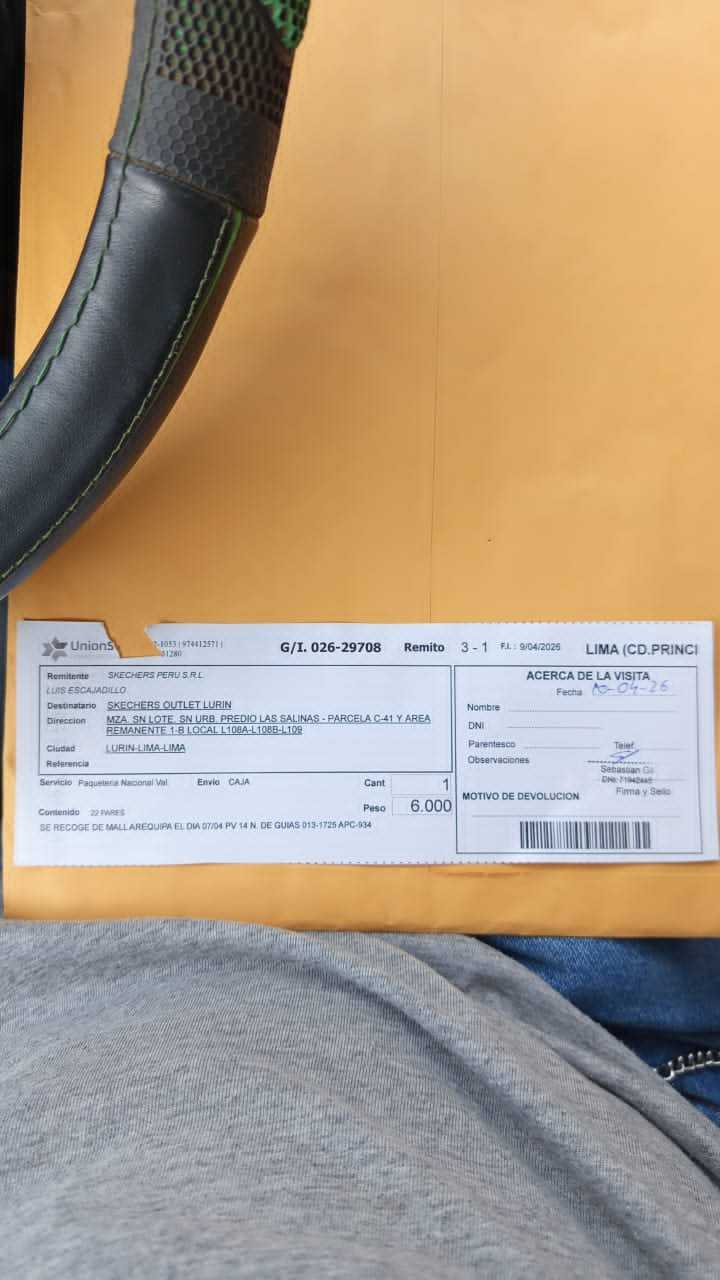 G/I. 026-29708 Remito 3 - 1 F.I.: 9/04/2026 LIMA (CD.PRINCI
-1053 | 974412571 |
1280
Remitente SKECHERS PERU S.R.L.
LUIS ESCAJADILLO
Destinatario SKECHERS OUTLET LURIN
Direccion MZA. SN LOTE. SN URB. PREDIO LAS SALINAS - PARCELA C-41 Y AREA
REMANENTE 1-B LOCAL L108A-L108B-L109
Ciudad LURIN-LIMA-LIMA
Referencia
Servicio Paqueteria Nacional Val. Envio CAJA Cant 1
Peso 6.000
Contenido 22 PARES
SE RECOGE DE MALL AREQUIPA EL DIA 07/04 PV 14 N. DE GUIAS 013-1725 APC-934
ACERCA DE LA VISITA
Fecha 10-04-26
Nombre
DNI
Parentesco Telef.
Observaciones
Sebastian
Firma y Sello
MOTIVO DE DEVOLUCION